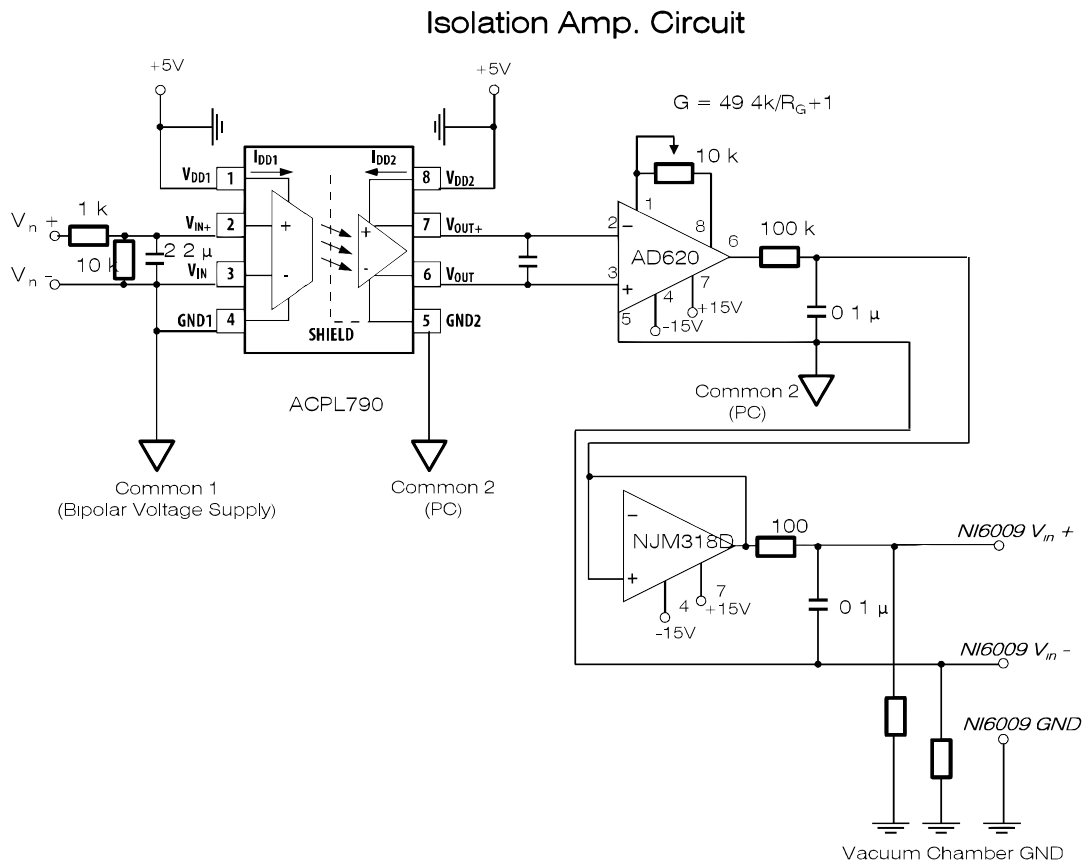 Isolation Amp. Circuit
+5V
+5V
G = 49 4k/RG+1
IDD1
IDD2
10 k
VDD1
1
8
VDD2
1
1 k
Vn +
VIN+
2
+
+
7
VOUT+
2
−
8
6
100 k
10 k
2 2 µ
AD620
Vn -
VIN
3
-
-
6
VOUT
3
+
7
+15V
4
-15V
0 1 µ
GND1
4
SHIELD
5
GND2
5
ACPL790
Common 2
(PC)
Common 1
(Bipolar Voltage Supply)
Common 2
(PC)
−
NJM318D
100
NI6009 Vin +
+
7
+15V
4
-15V
0 1 µ
NI6009 Vin -
NI6009 GND
Vacuum Chamber GND